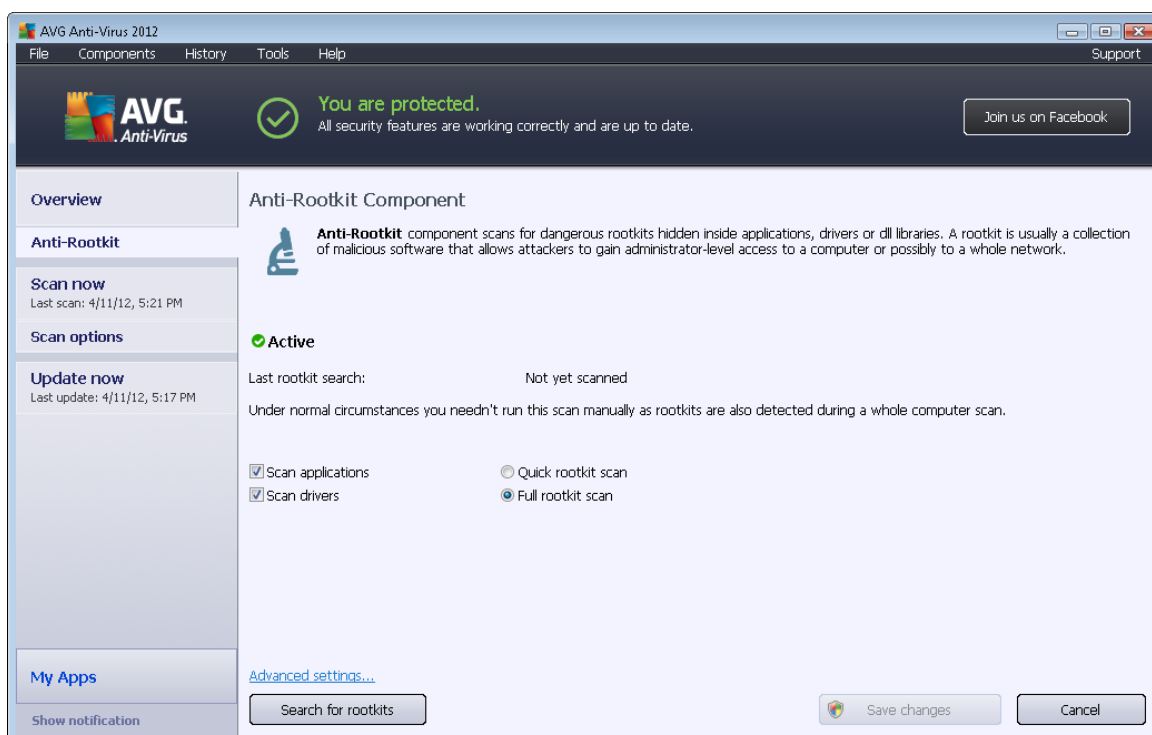 AVG Anti-Virus 2012
File Components History Tools Help Support
AVG.
Anti-Virus
You are protected.
All security features are working correctly and are up to date.
Join us on Facebook
Overview
Anti-Rootkit
Scan now
Last scan: 4/11/12, 5:21 PM
Scan options
Update now
Last update: 4/11/12, 5:17 PM
My Apps
Show notification
Anti-Rootkit Component
Anti-Rootkit component scans for dangerous rootkits hidden inside applications, drivers or dll libraries. A rootkit is usually a collection
of malicious software that allows attackers to gain administrator-level access to a computer or possibly to a whole network.
Active
Last rootkit search: Not yet scanned
Under normal circumstances you needn't run this scan manually as rootkits are also detected during a whole computer scan.
Scan applications Quick rootkit scan
Scan drivers Full rootkit scan
Advanced settings...
Search for rootkits Save changes Cancel